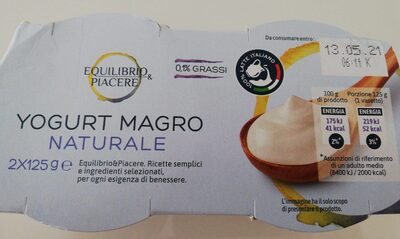 Da consumare entro:
13.05.21
06:11 K
EQUILIBRIO
& PIACERE
0,1% GRASSI
100% LATTE ITALIANO
YOGURT MAGRO
NATURALE
2X125g e
Equilibrio&Piacere. Ricette semplici
e ingredienti selezionati,
per ogni esigenza di benessere.
100 g
di prodotto
ENERGIA
175 kJ
41 kcal
2%*
Porzione 125 g
(1 vasetto)
ENERGIA
219 kJ
52 kcal
3%*
*Assunzioni di riferimento
di un adulto medio
(8400 kJ / 2000 kcal)
L'immagine ha il solo scopo
di presentare il prodotto.